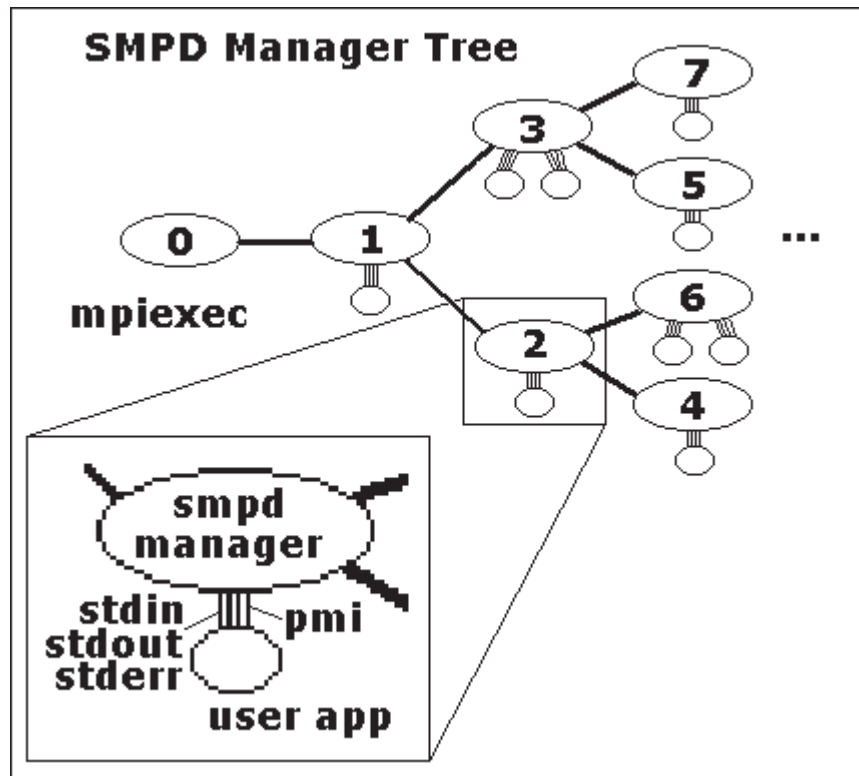 SMPD Manager Tree
7
3
5
0
1
...
6
mpiexec
2
4
smpd
manager
stdin
pmi
stdout
stderr
user app